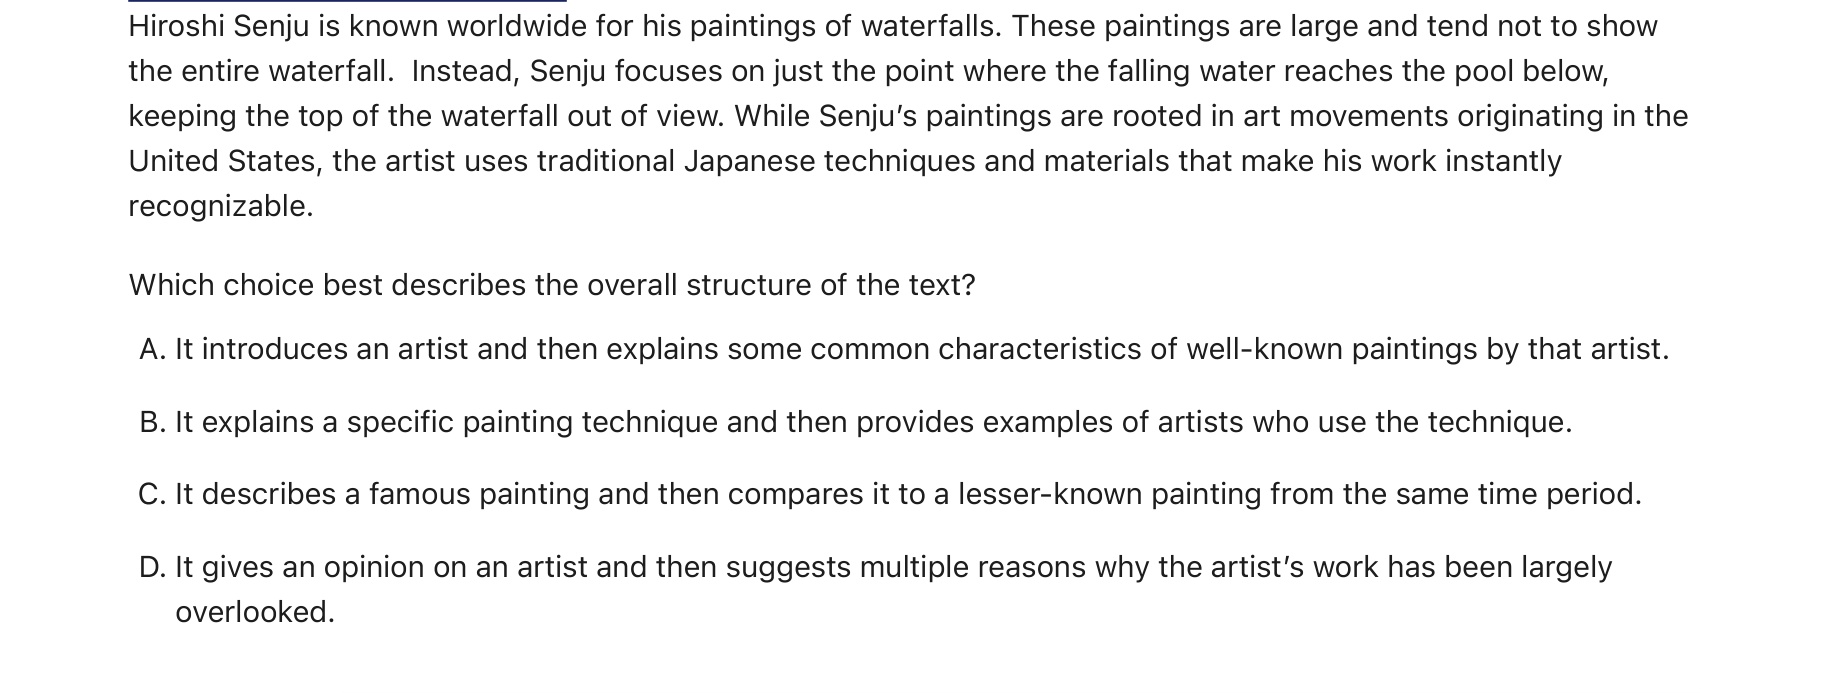 Hiroshi Senju is known worldwide for his paintings of waterfalls. These paintings are large and tend not to show
the entire waterfall.  Instead, Senju focuses on just the point where the falling water reaches the pool below,
keeping the top of the waterfall out of view. While Senju’s paintings are rooted in art movements originating in the
United States, the artist uses traditional Japanese techniques and materials that make his work instantly
recognizable.
Which choice best describes the overall structure of the text?
A. It introduces an artist and then explains some common characteristics of well-known paintings by that artist.
B. It explains a specific painting technique and then provides examples of artists who use the technique.
C. It describes a famous painting and then compares it to a lesser-known painting from the same time period.
D. It gives an opinion on an artist and then suggests multiple reasons why the artist’s work has been largely
overlooked.